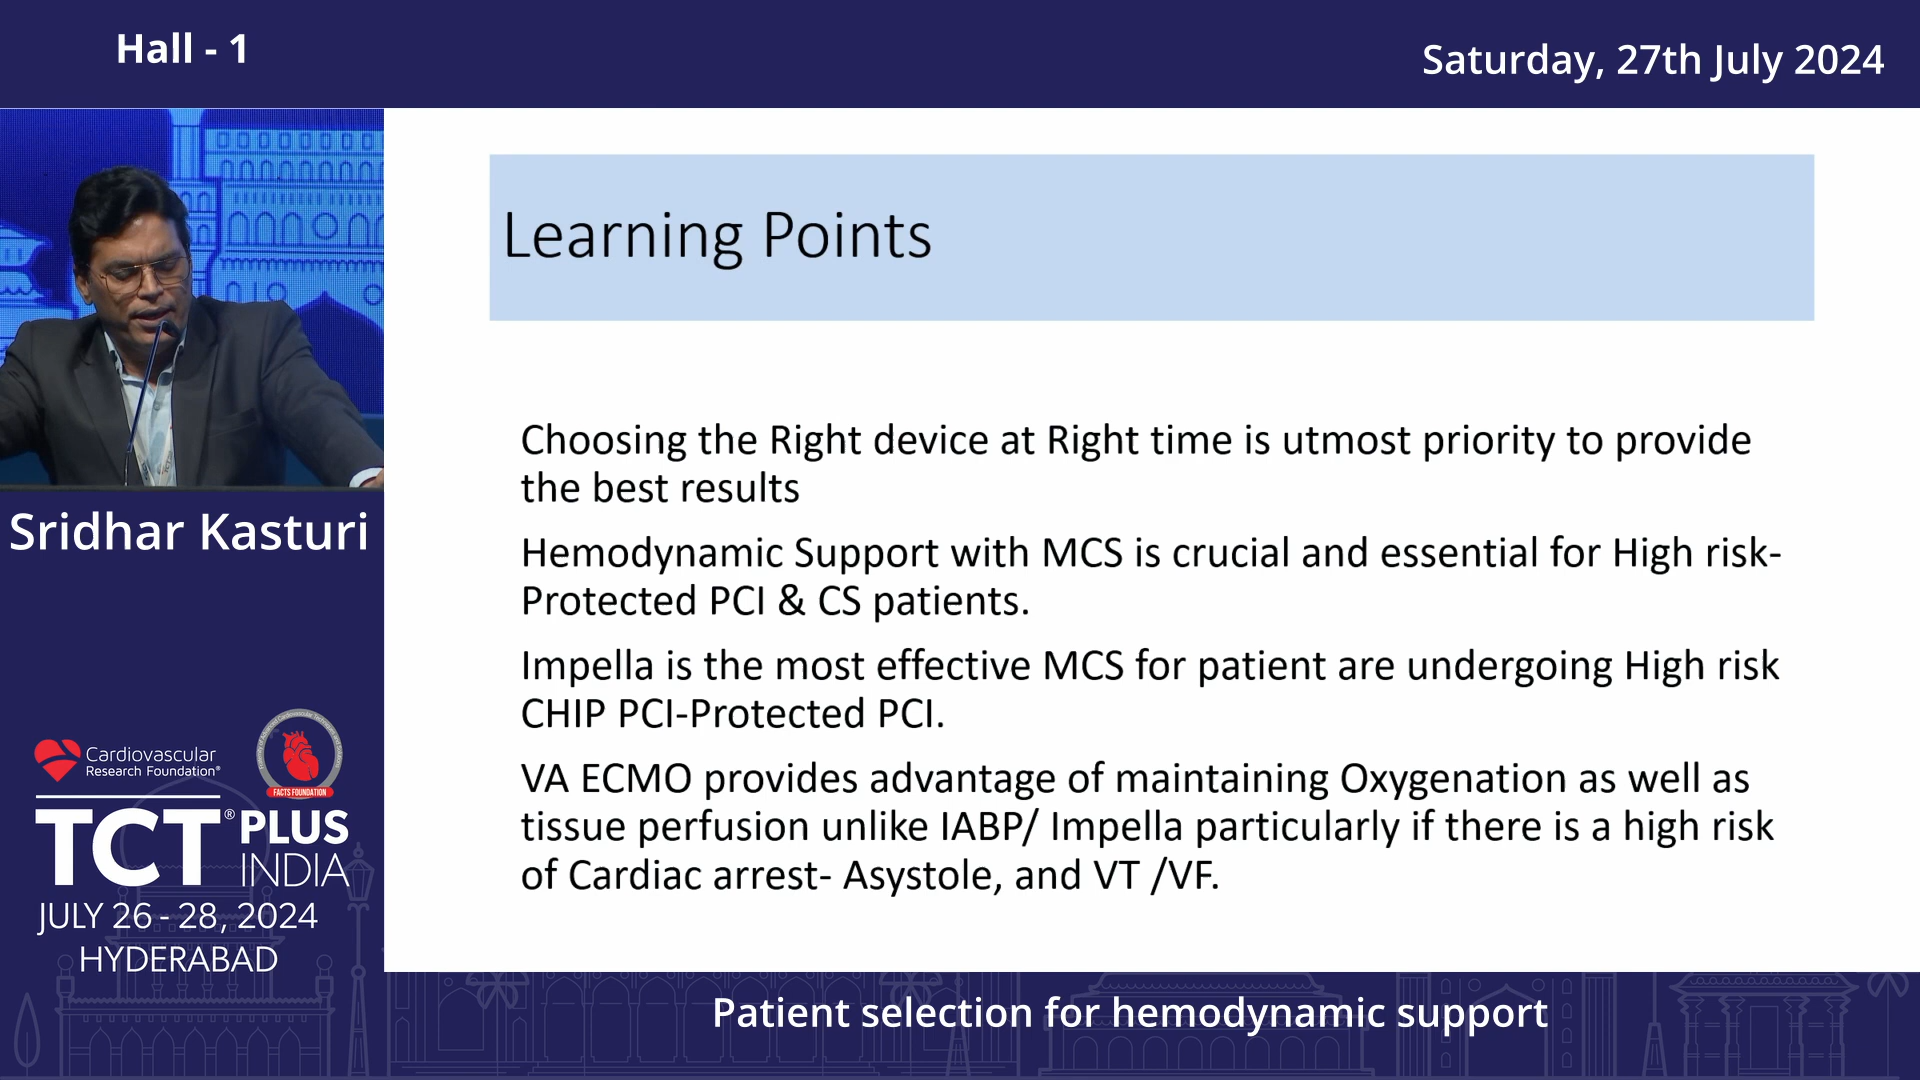 Hall - 1
Saturday, 27th July 2024
Learning Points
Choosing the Right device at Right time is utmost priority to provide
the best results
Hemodynamic Support with MCS is crucial and essential for High risk-
Protected PCI & CS patients.
Impella is the most effective MCS for patient are undergoing High risk
CHIP PCI-Protected PCI.
VA ECMO provides advantage of maintaining Oxygenation as well as
tissue perfusion unlike IABP/ Impella particularly if there is a high risk
of Cardiac arrest- Asystole, and VT /VF.
Sridhar Kasturi
Cardiovascular
Research Foundation®
FACTS FOUNDATION
TCT® PLUS
INDIA
JULY 26 - 28, 2024
HYDERABAD
Patient selection for hemodynamic support